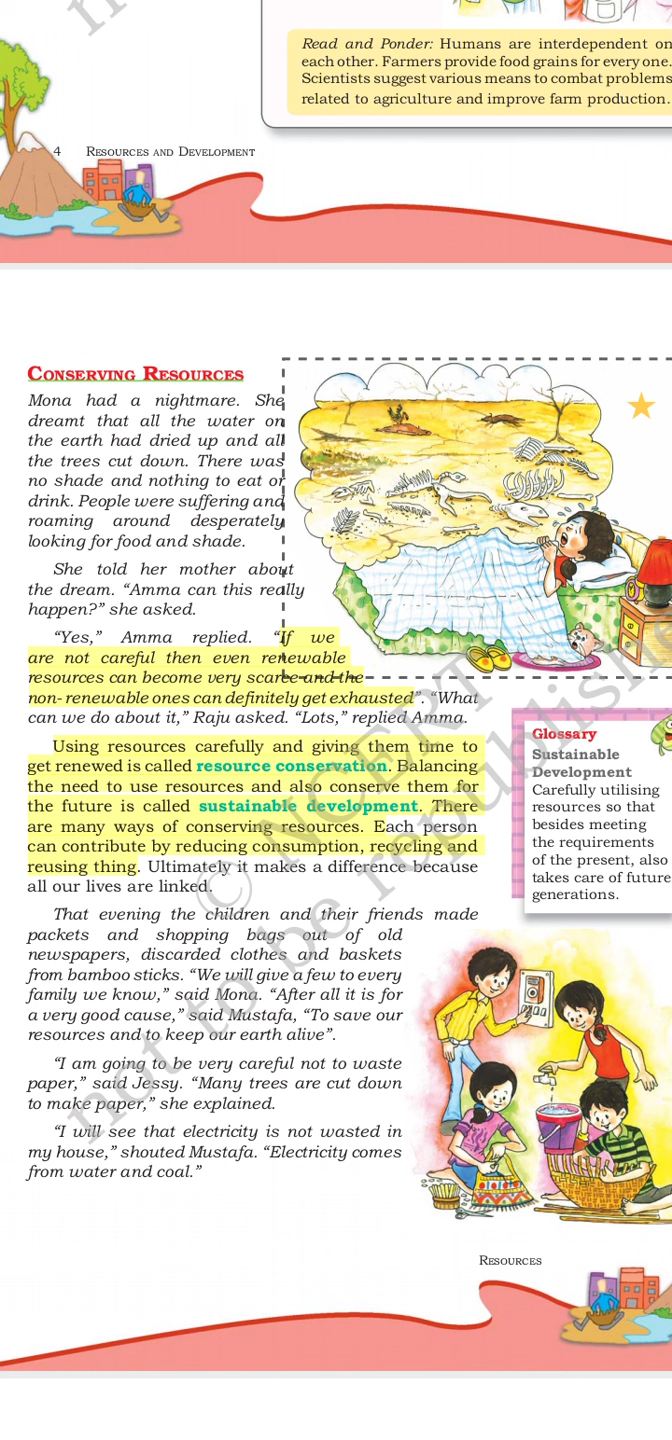 Read and Ponder: Humans are interdependent on
each other. Farmers provide food grains for every one.
Scientists suggest various means to combat problems
related to agriculture and improve farm production.
4 RESOURCES AND DEVELOPMENT
CONSERVING RESOURCES
Mona had a nightmare. She
dreamt that all the water on
the earth had dried up and all
the trees cut down. There was
no shade and nothing to eat or
drink. People were suffering and
roaming around desperately
looking for food and shade.
She told her mother about
the dream. “Amma can this really
happen?” she asked.
“Yes,” Amma replied. “If we
are not careful then even renewable
resources can become very scarce and the
non- renewable ones can definitely get exhausted”. “What
can we do about it,” Raju asked. “Lots,” replied Amma.
Using resources carefully and giving them time to
get renewed is called resource conservation. Balancing
the need to use resources and also conserve them for
the future is called sustainable development. There
are many ways of conserving resources. Each person
can contribute by reducing consumption, recycling and
reusing thing. Ultimately it makes a difference because
all our lives are linked.
Glossary
Sustainable
Development
Carefully utilising
resources so that
besides meeting
the requirements
of the present, also
takes care of future
generations.
That evening the children and their friends made
packets and shopping bags out of old
newspapers, discarded clothes and baskets
from bamboo sticks. “We will give a few to every
family we know,” said Mona. “After all it is for
a very good cause,” said Mustafa, “To save our
resources and to keep our earth alive”.
“I am going to be very careful not to waste
paper,” said Jessy. “Many trees are cut down
to make paper,” she explained.
“I will see that electricity is not wasted in
my house,” shouted Mustafa. “Electricity comes
from water and coal.”
RESOURCES
© NCERT
not to be republishe